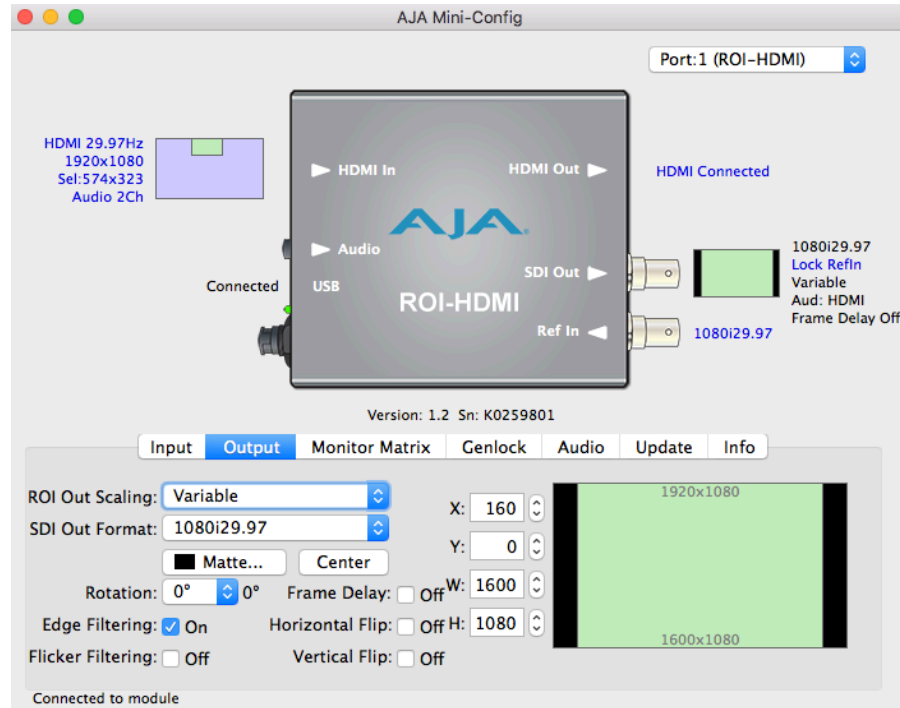 AJA Mini-Config
Port:1 (ROI-HDMI)
HDMI 29.97Hz
1920x1080
Sel:574x323
Audio 2Ch
HDMI In
HDMI Out
HDMI Connected
AJA.
Audio
Connected
USB
SDI Out
ROI-HDMI
Ref In
1080i29.97
1080i29.97
Lock RefIn
Variable
Aud: HDMI
Frame Delay Off
Version: 1.2 Sn: K0259801
Input Output Monitor Matrix Genlock Audio Update Info
ROI Out Scaling: Variable
SDI Out Format: 1080i29.97
Matte... Center
Rotation: 0° 0° Frame Delay: Off
Edge Filtering: On Horizontal Flip: Off
Flicker Filtering: Off Vertical Flip: Off
X: 160
Y: 0
W: 1600
H: 1080
1920x1080
1600x1080
Connected to module